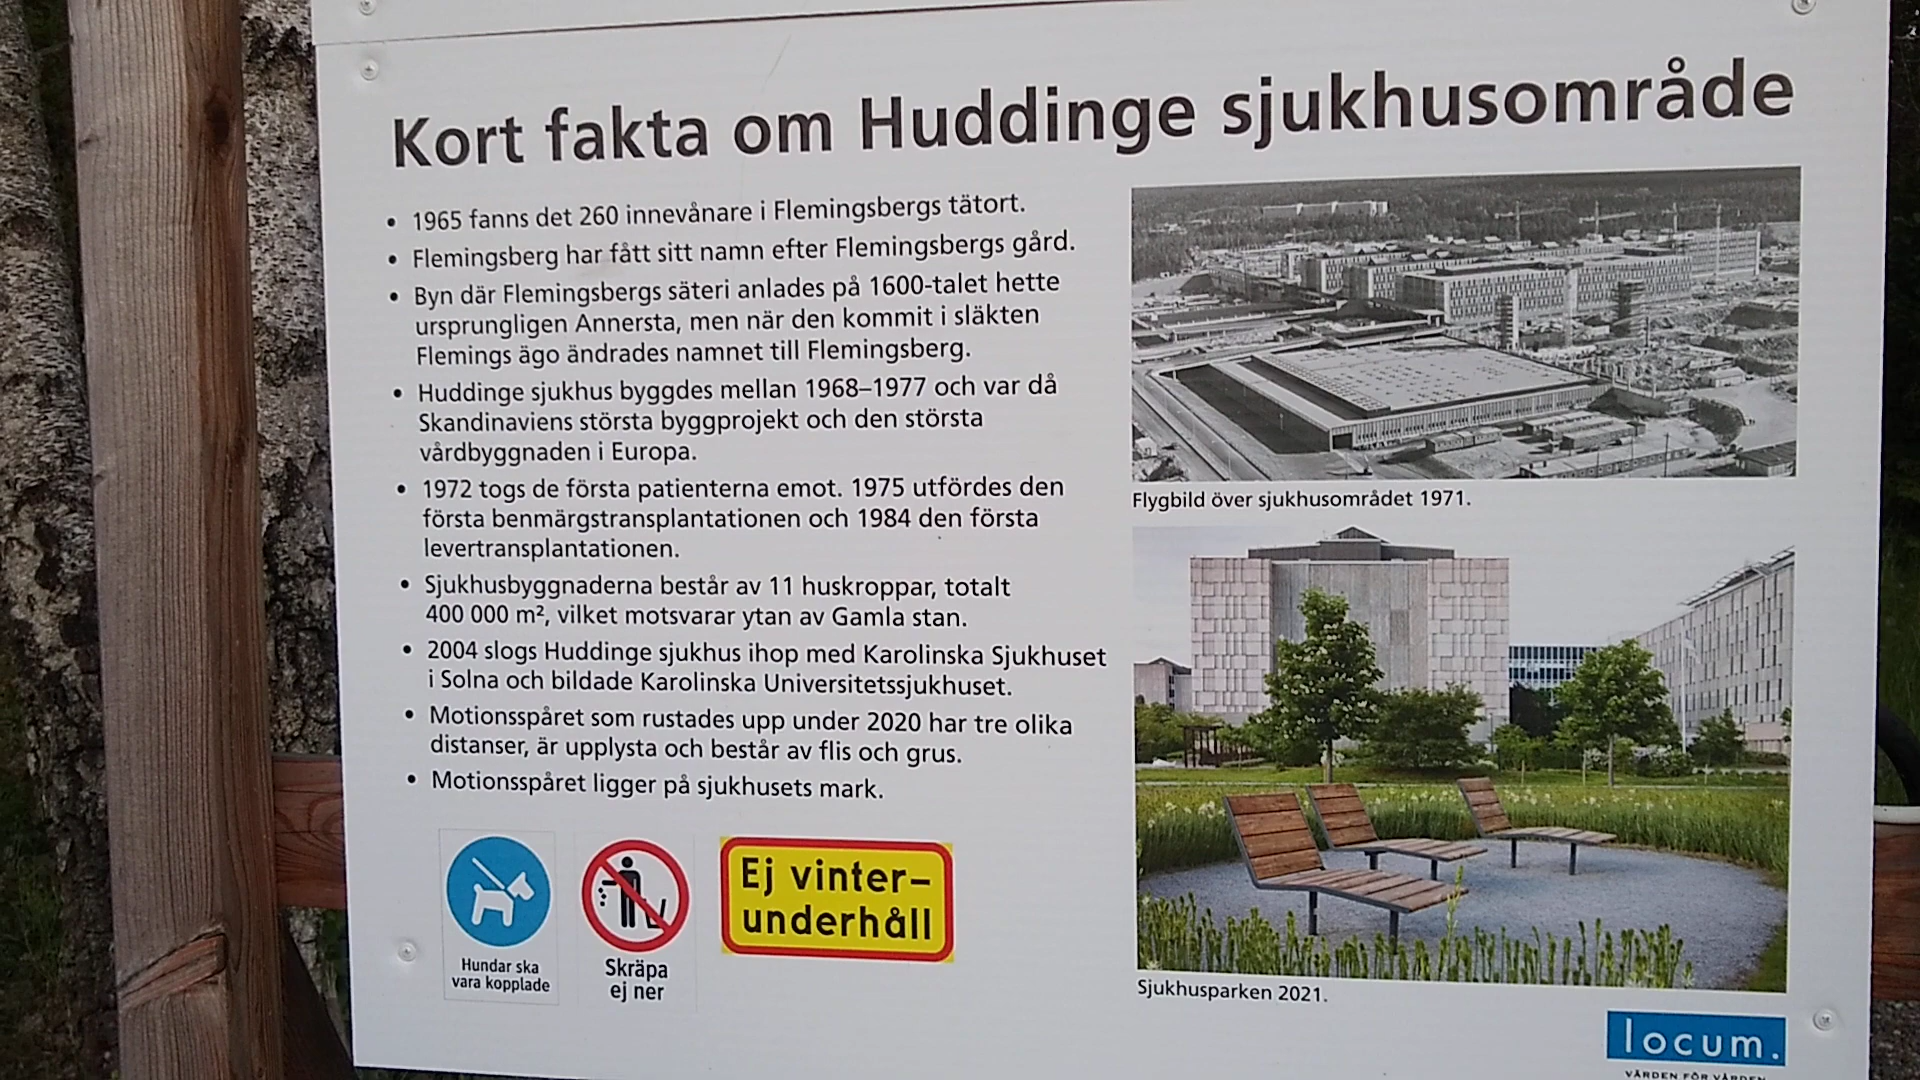 Kort fakta om Huddinge sjukhusområde
• 1965 fanns det 260 innevånare i Flemingsbergs tätort.
• Flemingsberg har fått sitt namn efter Flemingsbergs gård.
• Byn där Flemingsbergs säteri anlades på 1600-talet hette
ursprungligen Annersta, men när den kommit i släkten
Flemings ägo ändrades namnet till Flemingsberg.
• Huddinge sjukhus byggdes mellan 1968–1977 och var då
Skandinaviens största byggprojekt och den största
vårdbyggnaden i Europa.
• 1972 togs de första patienterna emot. 1975 utfördes den
första benmärgstransplantationen och 1984 den första
levertransplantationen.
• Sjukhusbyggnaderna består av 11 huskroppar, totalt
400 000 m², vilket motsvarar ytan av Gamla stan.
• 2004 slogs Huddinge sjukhus ihop med Karolinska Sjukhuset
i Solna och bildade Karolinska Universitetssjukhuset.
• Motionsspåret som rustades upp under 2020 har tre olika
distanser, är upplysta och består av flis och grus.
• Motionsspåret ligger på sjukhusets mark.
Hundar ska
vara kopplade
Skräpa
ej ner
Ej vinter–
underhåll
Flygbild över sjukhusområdet 1971.
Sjukhusparken 2021.
locum.
VÅRDEN FÖR VÅRDEN